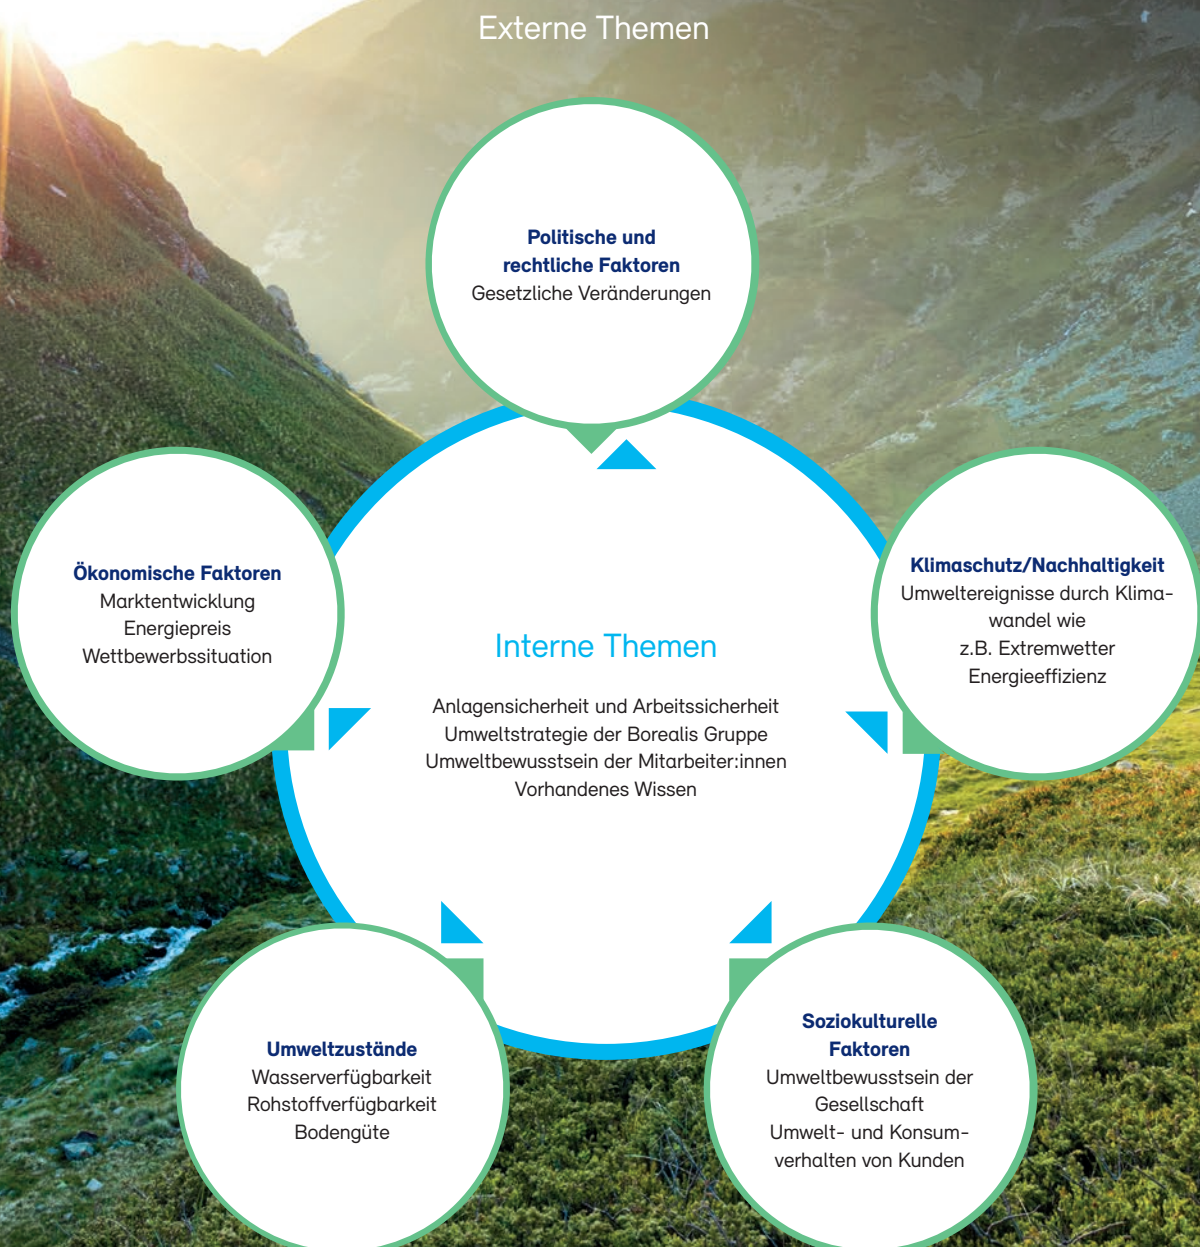 Externe Themen
Politische und
rechtliche Faktoren
Gesetzliche Veränderungen
Ökonomische Faktoren
Marktentwicklung
Energiepreis
Wettbewerbssituation
Klimaschutz/Nachhaltigkeit
Umweltereignisse durch Klima-
wandel wie
z.B. Extremwetter
Energieeffizienz
Interne Themen
Anlagensicherheit und Arbeitssicherheit
Umweltstrategie der Borealis Gruppe
Umweltbewusstsein der Mitarbeiter:innen
Vorhandenes Wissen
Umweltzustände
Wasserverfügbarkeit
Rohstoffverfügbarkeit
Bodengüte
Soziokulturelle
Faktoren
Umweltbewusstsein der
Gesellschaft
Umwelt- und Konsum-
verhalten von Kunden